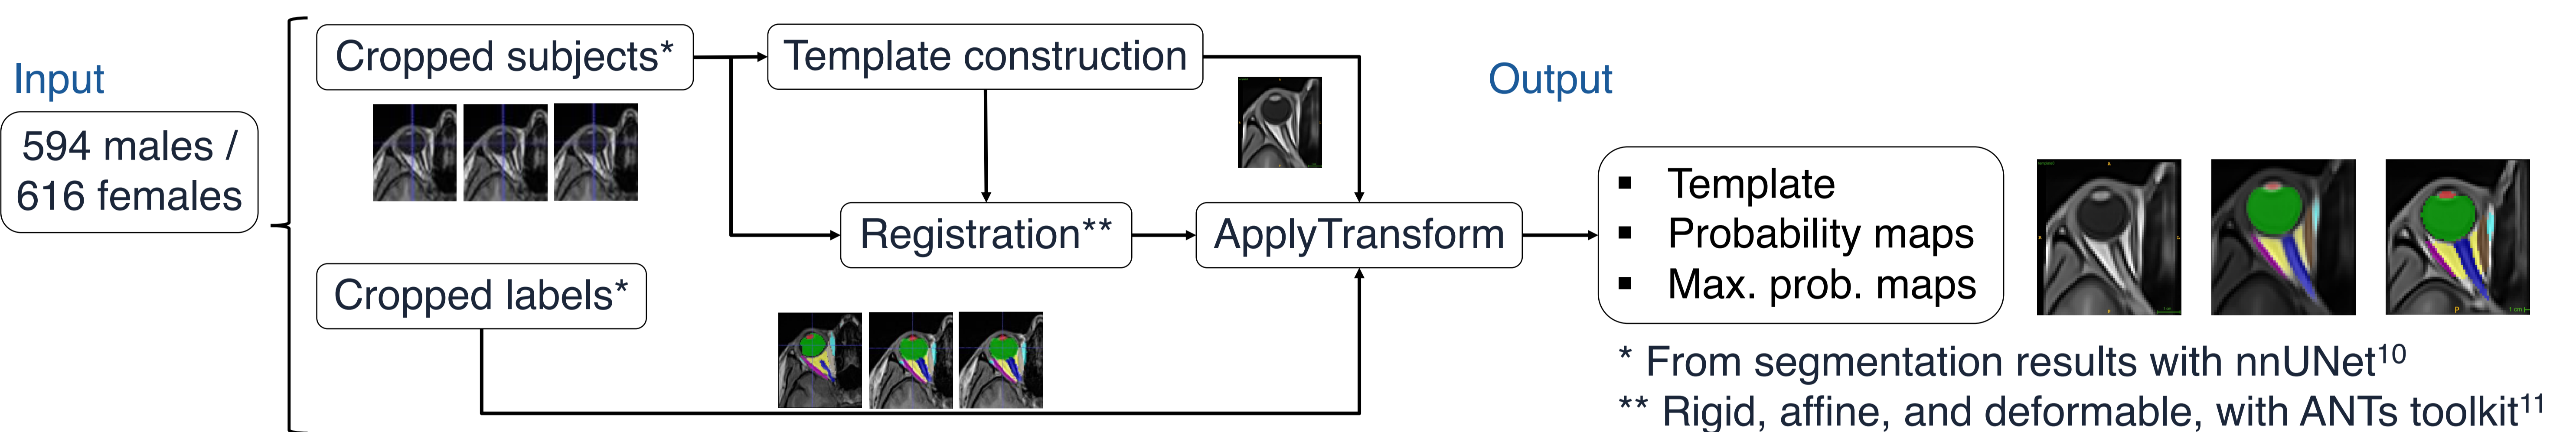 Input
594 males /
616 females
Cropped subjects*
Template construction
Registration**
ApplyTransform
Cropped labels*
Output
▪ Template
▪ Probability maps
▪ Max. prob. maps
* From segmentation results with nnUNet¹⁰
** Rigid, affine, and deformable, with ANTs toolkit¹¹